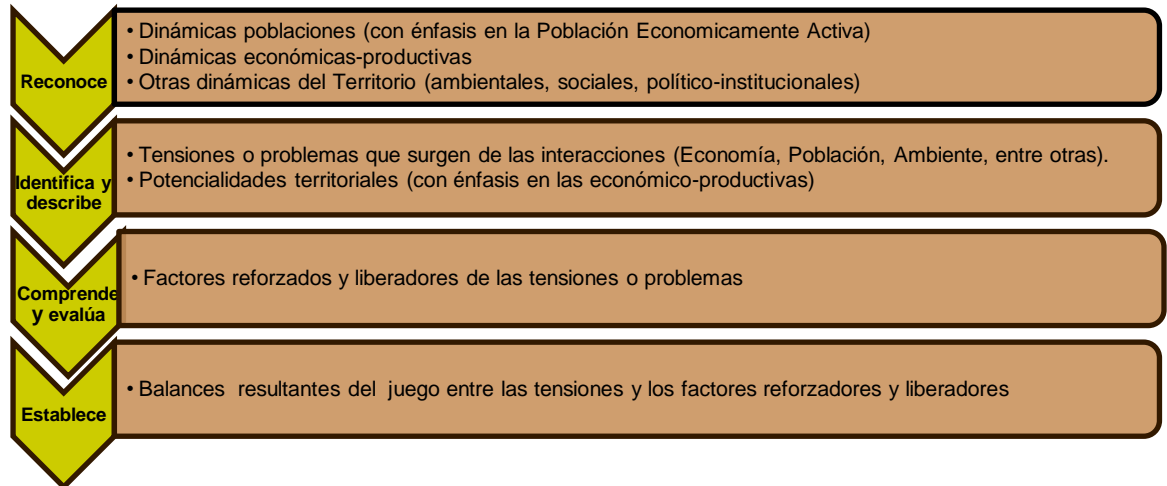 Reconoce
• Dinámicas poblaciones (con énfasis en la Población Economicamente Activa)
• Dinámicas económicas-productivas
• Otras dinámicas del Territorio (ambientales, sociales, político-institucionales)
Identifica y
describe
• Tensiones o problemas que surgen de las interacciones (Economía, Población, Ambiente, entre otras).
• Potencialidades territoriales (con énfasis en las económico-productivas)
Comprende
y evalúa
• Factores reforzados y liberadores de las tensiones o problemas
Establece
• Balances resultantes del juego entre las tensiones y los factores reforzadores y liberadores